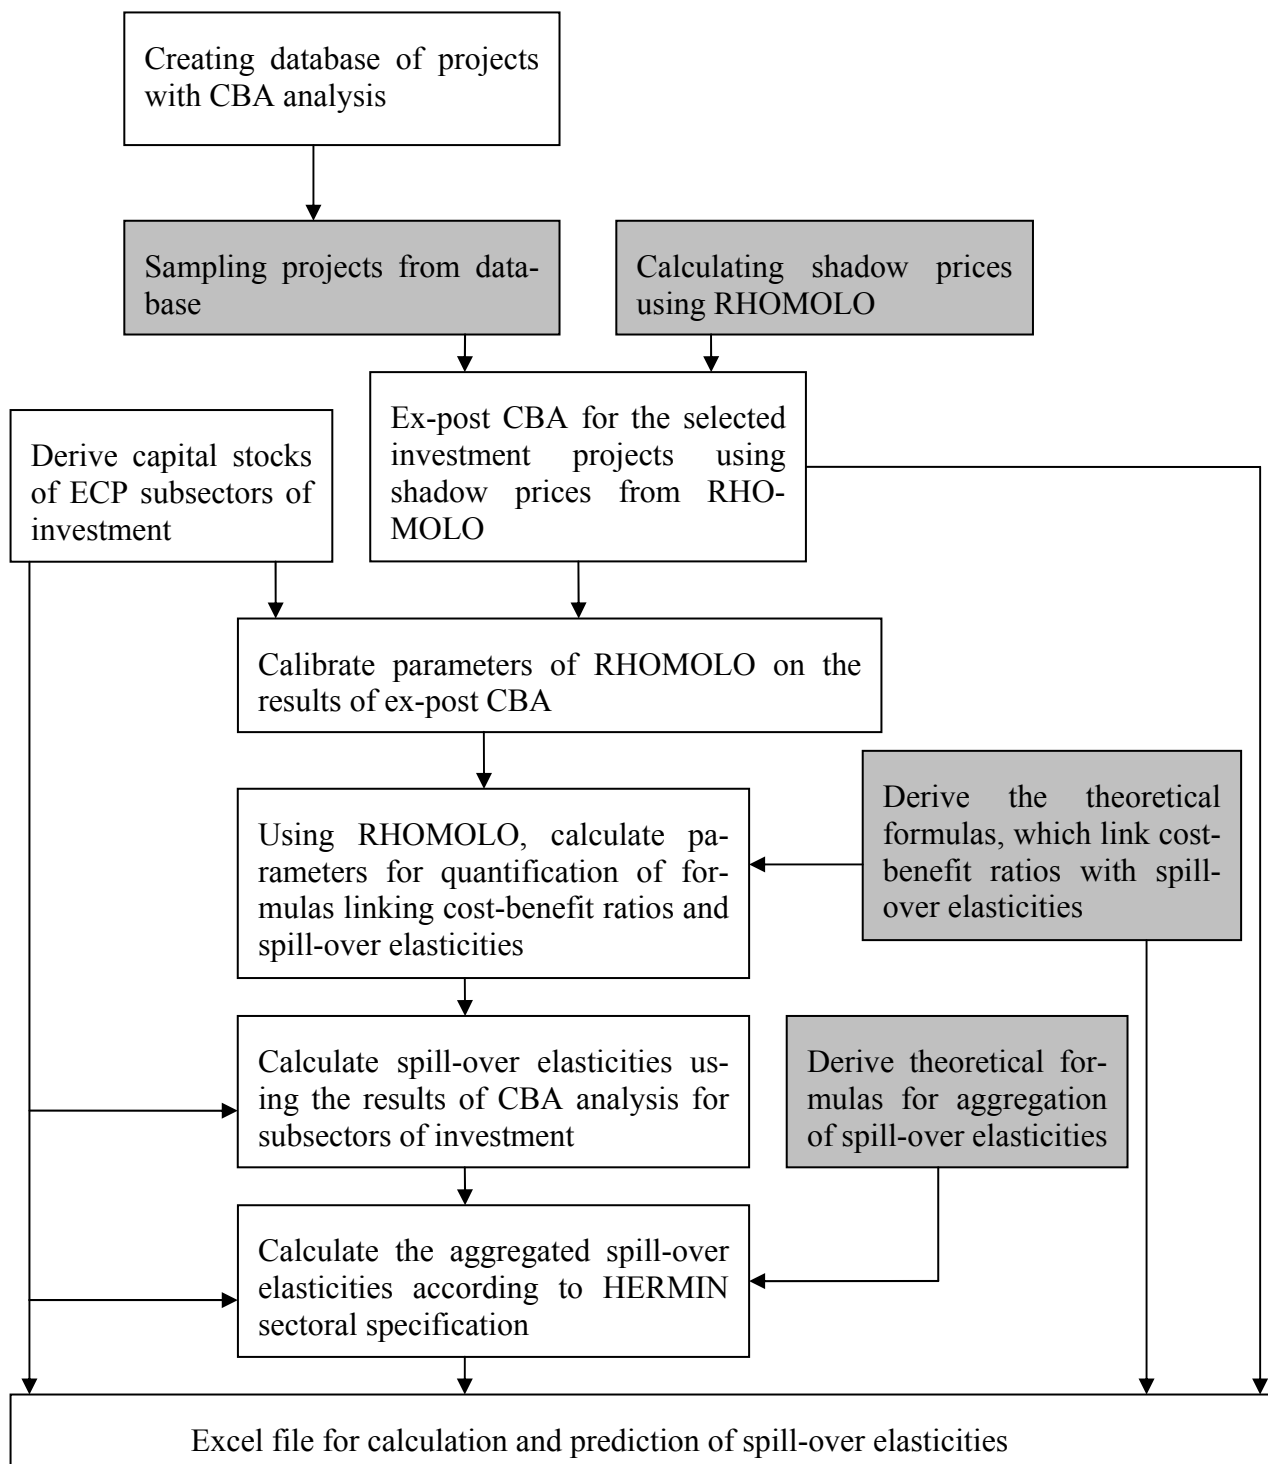 Creating database of projects
with CBA analysis
Sampling projects from data-
base
Calculating shadow prices
using RHOMOLO
Ex-post CBA for the selected
investment projects using
shadow prices from RHO-
MOLO
Derive capital stocks
of ECP subsectors of
investment
Calibrate parameters of RHOMOLO on the
results of ex-post CBA
Using RHOMOLO, calculate pa-
rameters for quantification of for-
mulas linking cost-benefit ratios and
spill-over elasticities
Derive the theoretical
formulas, which link cost-
benefit ratios with spill-
over elasticities
Calculate spill-over elasticities us-
ing the results of CBA analysis for
subsectors of investment
Derive theoretical for-
mulas for aggregation
of spill-over elasticities
Calculate the aggregated spill-over
elasticities according to HERMIN
sectoral specification
Excel file for calculation and prediction of spill-over elasticities